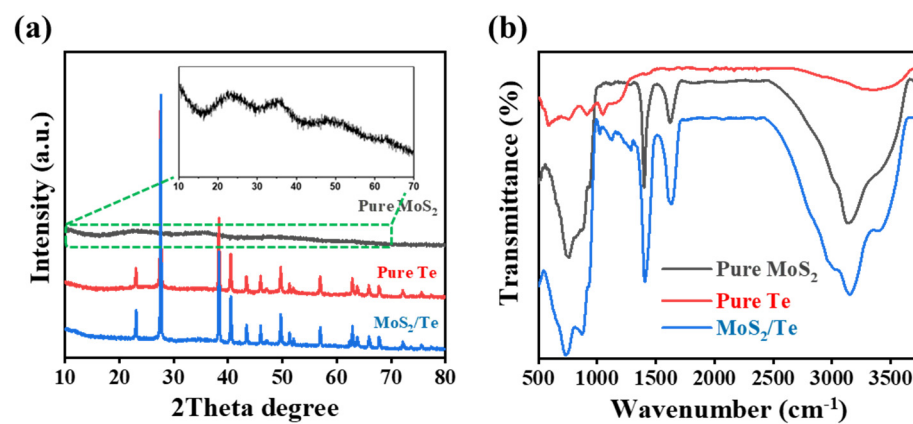 (a)
Intensity (a.u.)
10 20 30 40 50 60 70
Pure MoS₂
Pure Te
MoS₂/Te
10 20 30 40 50 60 70 80
2Theta degree
(b)
Transmittance (%)
Pure MoS₂
Pure Te
MoS₂/Te
500 1000 1500 2000 2500 3000 3500
Wavenumber (cm⁻¹)